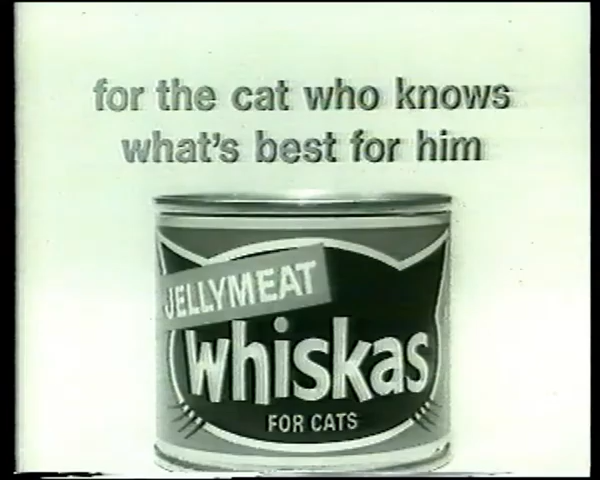 for the cat who knows
what's best for him
JELLYMEAT
Whiskas
FOR CATS